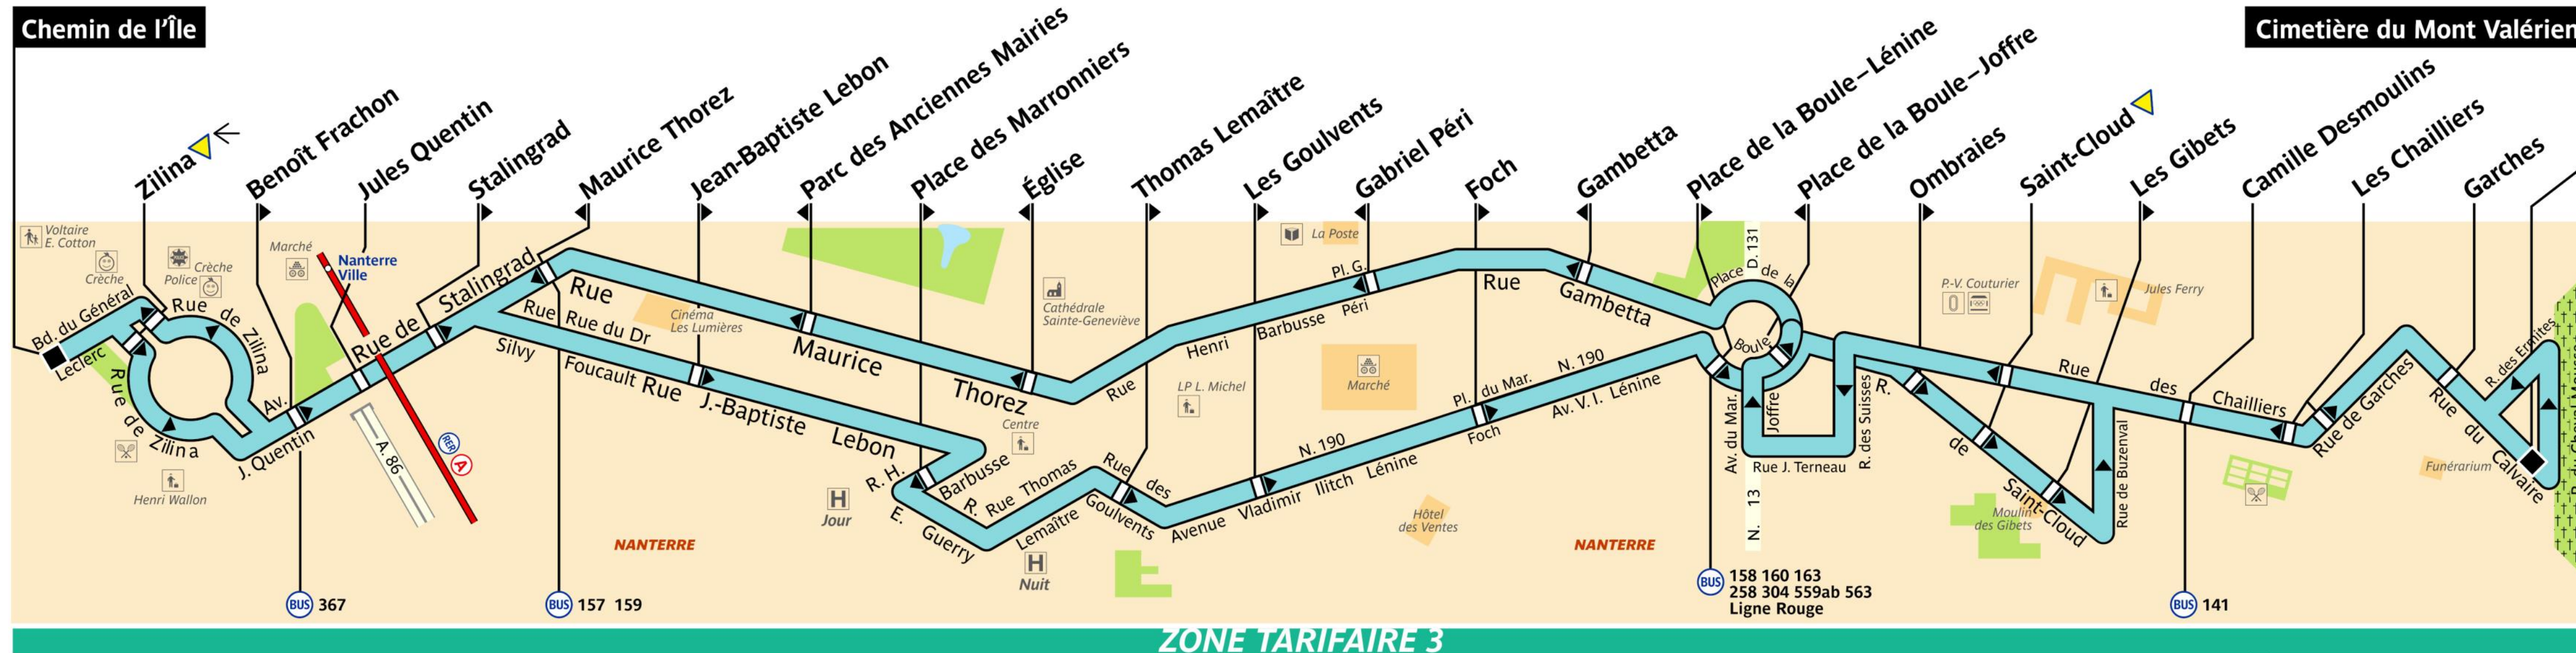 Chemin de l'Île
Cimetière du Mont Valérien
Zilina
Benoît Frachon
Jules Quentin
Stalingrad
Maurice Thorez
Jean-Baptiste Lebon
Parc des Anciennes Mairies
Place des Marronniers
Église
Thomas Lemaître
Les Goulvents
Gabriel Péri
Foch
Gambetta
Place de la Boule–Lénine
Place de la Boule–Joffre
Ombraies
Saint-Cloud
Les Gibets
Camille Desmoulins
Les Chailliers
Garches
Voltaire
E. Cotton
Crèche
Police
Crèche
Marché
Nanterre
Ville
Bd. du Général
Leclerc
Rue de Zilina
Rue de Zilina
Henri Wallon
Av.
J. Quentin
A. 86
RER A
Rue de Stalingrad
Rue
Maurice
Thorez
Rue Rue du Dr
Silvy Foucault Rue J.-Baptiste Lebon
Cinéma
Les Lumières
Cathédrale
Sainte-Geneviève
Centre
R. H.
Barbusse
E. Guerry
R. Rue Thomas
Lemaître
Rue des
Goulvents
H
Jour
H
Nuit
NANTERRE
LP L. Michel
Rue
Henri
Barbusse
Pl. G.
Péri
La Poste
Marché
Rue
Gambetta
N. 190
Avenue Vladimir Ilitch Lénine
Hôtel
des Ventes
Pl. du Mar.
Foch
N. 190
Av. V. I. Lénine
NANTERRE
D. 131
Place de la
Boule
Av. du Mar.
Joffre
Rue J. Terneau
R. des Suisses
N. 13
R.
de
Saint-Cloud
P.-V. Couturier
Jules Ferry
Moulin
des Gibets
Rue de Buzenval
Rue des Chailliers
Rue de Garches
Rue du Calvaire
R. des Ermites
Funérarium
BUS 367
BUS 157 159
BUS 158 160 163
258 304 559ab 563
Ligne Rouge
BUS 141
ZONE TARIFAIRE 3